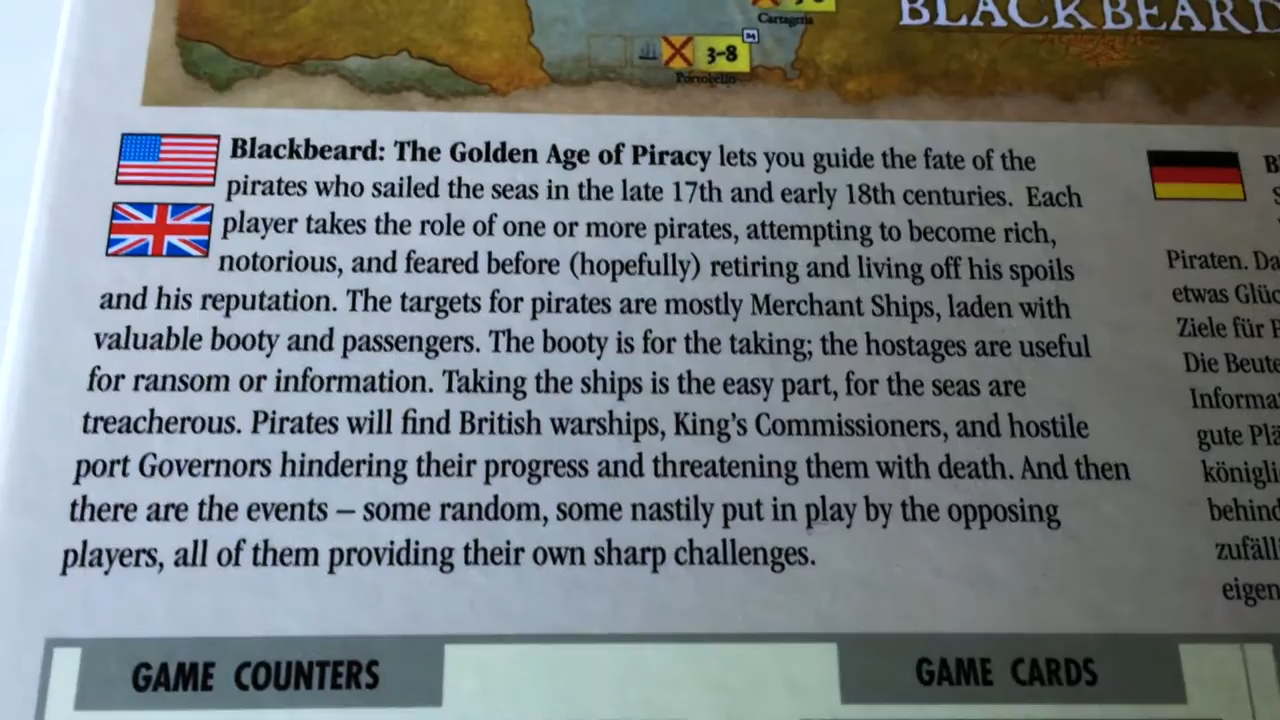 Cartagena
BLACKBEARD
24
3-8
Portobello
Blackbeard: The Golden Age of Piracy lets you guide the fate of the
pirates who sailed the seas in the late 17th and early 18th centuries. Each
player takes the role of one or more pirates, attempting to become rich,
notorious, and feared before (hopefully) retiring and living off his spoils
and his reputation. The targets for pirates are mostly Merchant Ships, laden with
valuable booty and passengers. The booty is for the taking; the hostages are useful
for ransom or information. Taking the ships is the easy part, for the seas are
treacherous. Pirates will find British warships, King's Commissioners, and hostile
port Governors hindering their progress and threatening them with death. And then
there are the events – some random, some nastily put in play by the opposing
players, all of them providing their own sharp challenges.
Piraten. Da
etwas Glüc
Ziele für
Die Beute
Informa
gute Plä
königli
behind
zufälli
eigen
GAME COUNTERS
GAME CARDS